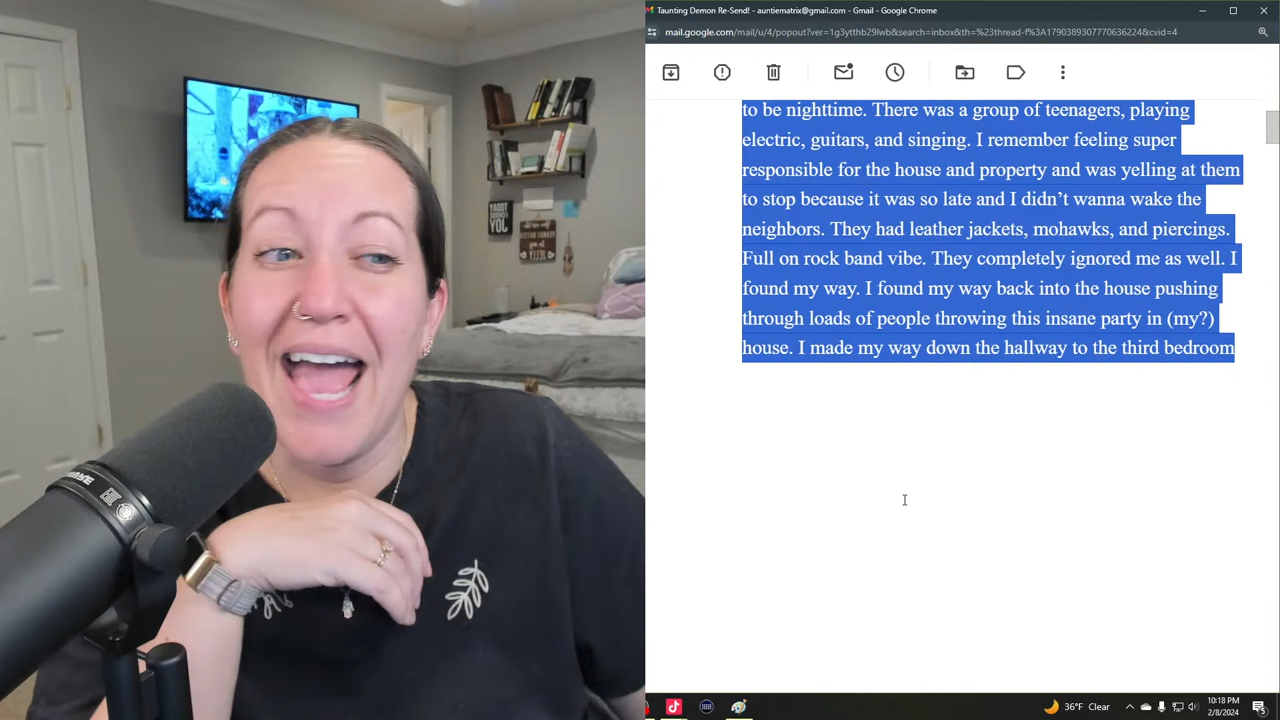 Taunting Demon Re-Send! - auntiematrix@gmail.com - Gmail - Google Chrome
mail.google.com/mail/u/4/popout?ver=1g3ytthb29lwb&search=inbox&th=%23thread-f%3A1790389307770636224&cvid=4
to be nighttime. There was a group of teenagers, playing
electric, guitars, and singing. I remember feeling super
responsible for the house and property and was yelling at them
to stop because it was so late and I didn’t wanna wake the
neighbors. They had leather jackets, mohawks, and piercings.
Full on rock band vibe. They completely ignored me as well. I
found my way. I found my way back into the house pushing
through loads of people throwing this insane party in (my?)
house. I made my way down the hallway to the third bedroom
36°F Clear
10:18 PM
2/8/2024
5